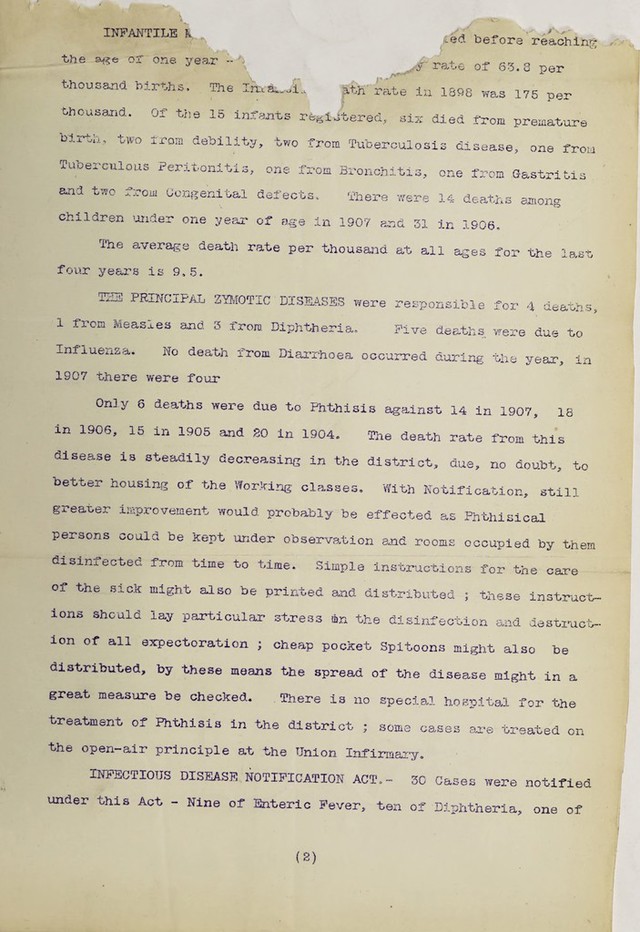 INFANTILE ed before reaching
the age of one year - y rate of 63.8 per
thousand births. The Infa ath rate in 1898 was 175 per
thousand. Of the 15 infants registered, six died from premature
birth, two from debility, two from Tuberculosis disease, one from
Tuberculous Peritonitis, one from Bronchitis, one from Gastritis
and two from Congenital defects. There were 14 deaths among
children under one year of age in 1907 and 31 in 1906.
The average death rate per thousand at all ages for the last
four years is 9.5.
THE PRINCIPAL ZYMOTIC DISEASES were responsible for 4 deaths,
1 from Measles and 3 from Diphtheria. Five deaths were due to
Influenza. No death from Diarrhoea occurred during the year, in
1907 there were four
Only 6 deaths were due to Phthisis against 14 in 1907, 18
in 1906, 15 in 1905 and 20 in 1904. The death rate from this
disease is steadily decreasing in the district, due, no doubt, to
better housing of the Working classes. With Notification, still
greater improvement would probably be effected as Phthisical
persons could be kept under observation and rooms occupied by them
disinfected from time to time. Simple instructions for the care
of the sick might also be printed and distributed ; these instruct-
ions should lay particular stress on the disinfection and destruct-
ion of all expectoration ; cheap pocket Spitoons might also be
distributed, by these means the spread of the disease might in a
great measure be checked. There is no special hospital for the
treatment of Phthisis in the district ; some cases are treated on
the open-air principle at the Union Infirmary.
INFECTIOUS DISEASE NOTIFICATION ACT.- 30 Cases were notified
under this Act - Nine of Enteric Fever, ten of Diphtheria, one of
(2)